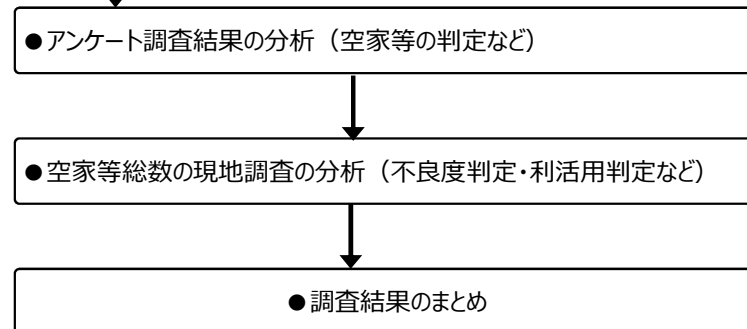 ●アンケート調査結果の分析（空家等の判定など）
●空家等総数の現地調査の分析（不良度判定・利活用判定など）
●調査結果のまとめ